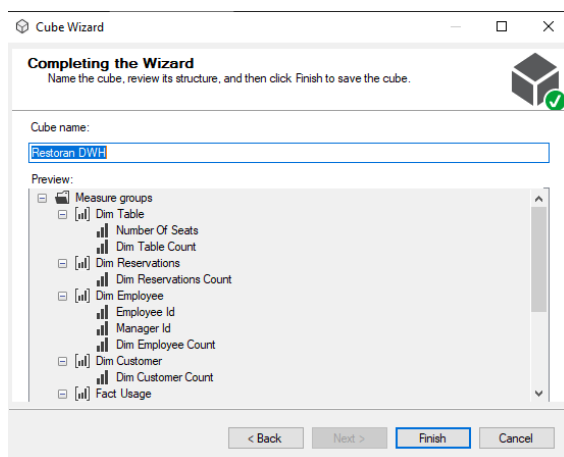 Cube Wizard
Completing the Wizard
Name the cube, review its structure, and then click Finish to save the cube.
Cube name:
Restoran DWH
Preview:
Measure groups
Dim Table
Number Of Seats
Dim Table Count
Dim Reservations
Dim Reservations Count
Dim Employee
Employee Id
Manager Id
Dim Employee Count
Dim Customer
Dim Customer Count
Fact Usage
< Back Next > Finish Cancel